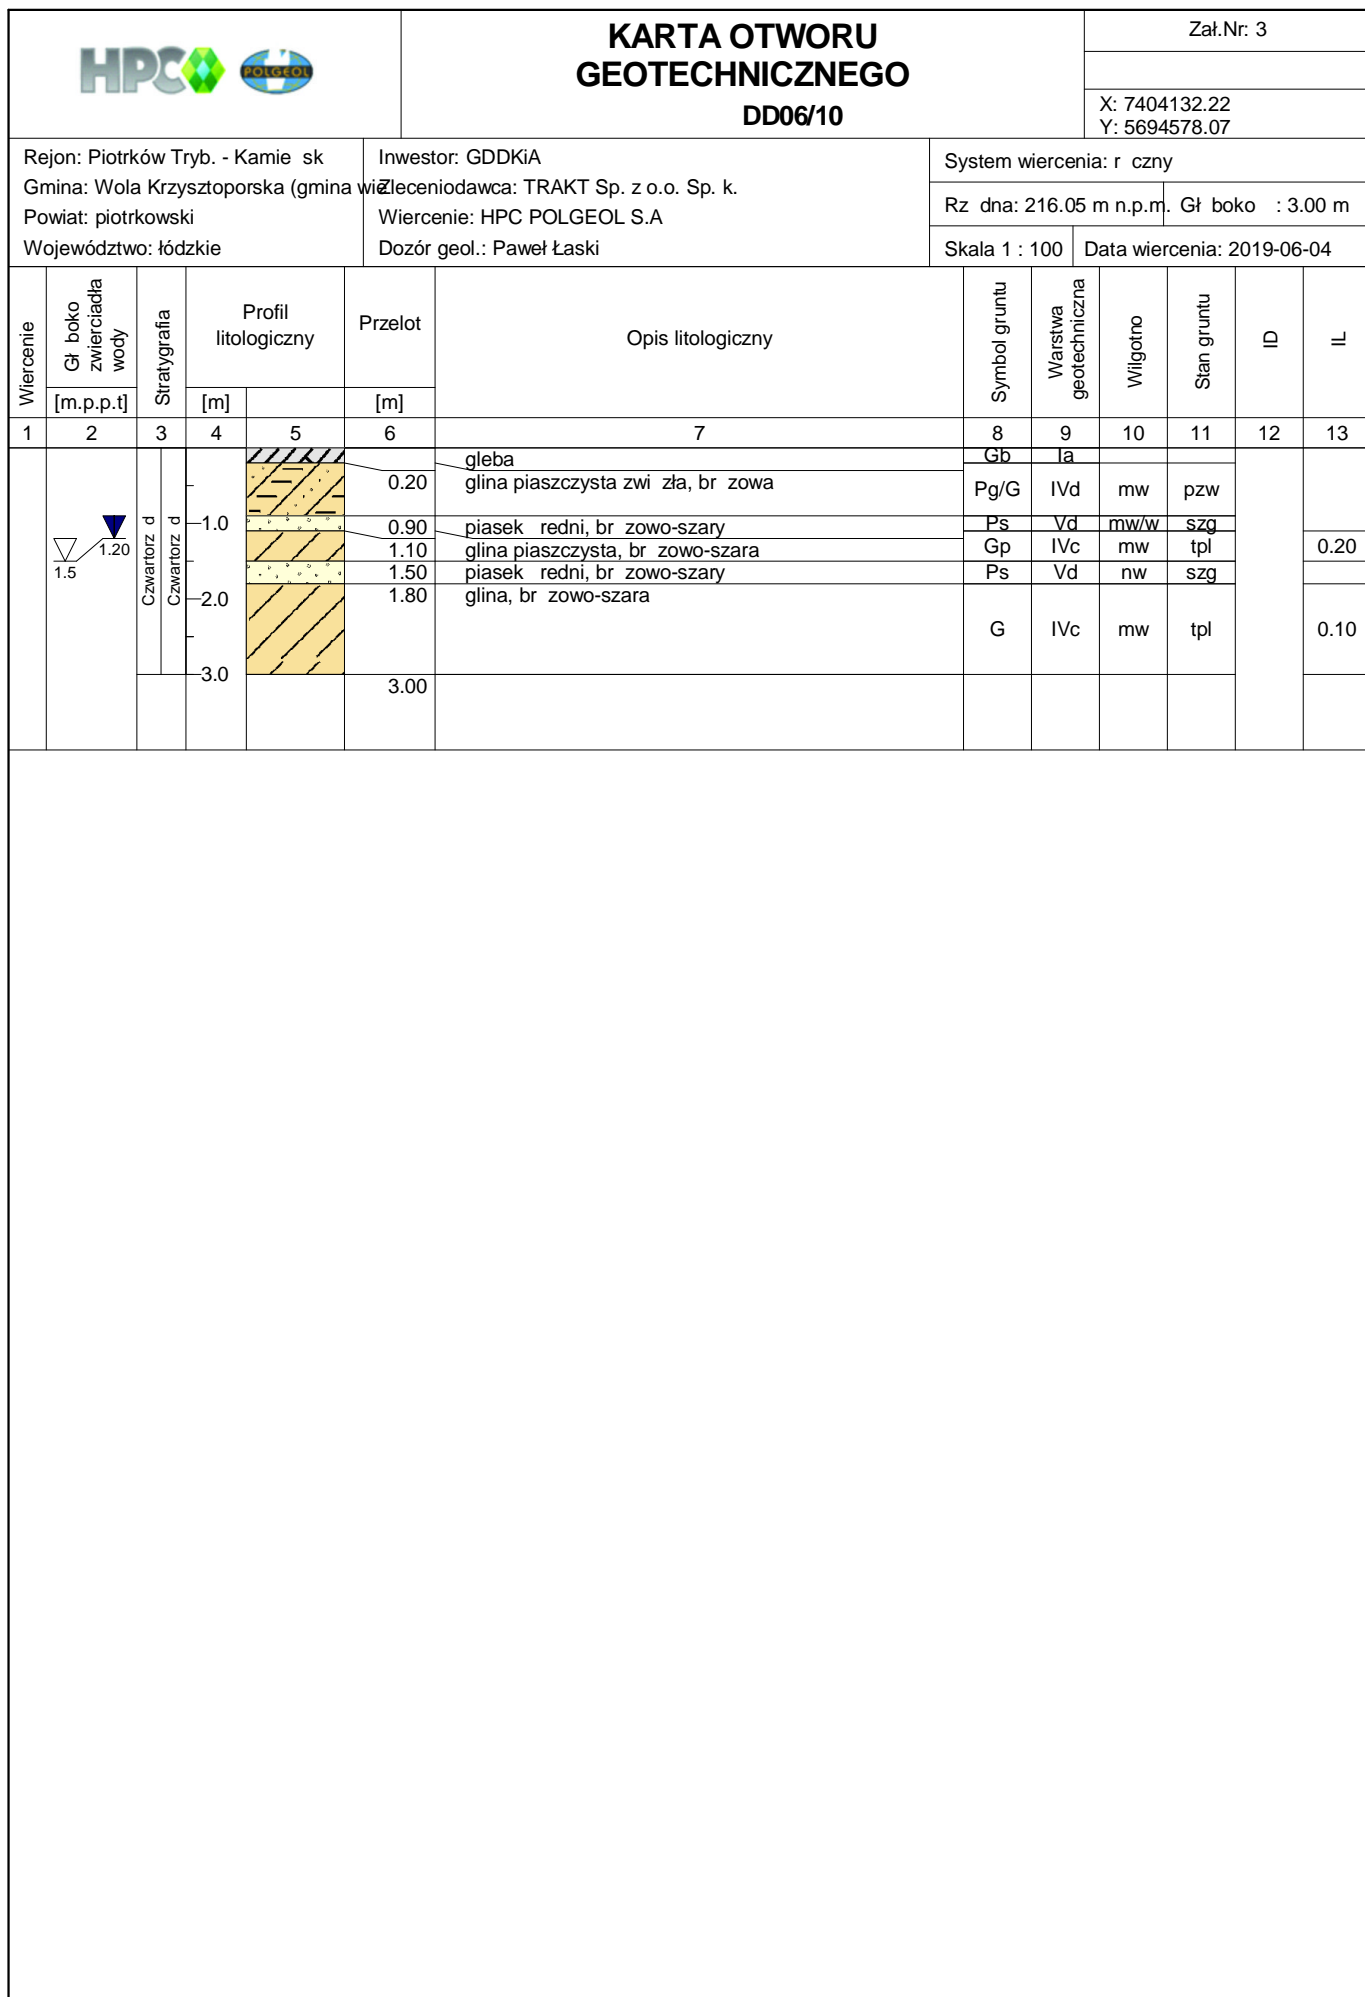 HPC POLGEOL
KARTA OTWORU
GEOTECHNICZNEGO
DD06/10
Zał.Nr: 3
X: 7404132.22
Y: 5694578.07
Rejon: Piotrków Tryb. - Kamie sk
Gmina: Wola Krzysztoporska (gmina wie
Powiat: piotrkowski
Województwo: łódzkie
Inwestor: GDDKiA
Zleceniodawca: TRAKT Sp. z o.o. Sp. k.
Wiercenie: HPC POLGEOL S.A
Dozór geol.: Paweł Łaski
System wiercenia: r czny
Rz dna: 216.05 m n.p.m. Gł boko : 3.00 m
Skala 1 : 100 Data wiercenia: 2019-06-04
Wiercenie
Gł boko
zwierciadła
wody
[m.p.p.t]
Stratygrafia
Profil
litologiczny
[m]
Przelot
[m]
Opis litologiczny
Symbol gruntu
Warstwa
geotechniczna
Wilgotno
Stan gruntu
ID
IL
1 2 3 4 5 6 7 8 9 10 11 12 13
gleba Gb Ia
0.20 glina piaszczysta zwi zła, br zowa Pg/G IVd mw pzw
1.0 0.90 piasek redni, br zowo-szary Ps Vd mw/w szg
1.20 1.10 glina piaszczysta, br zowo-szara Gp IVc mw tpl 0.20
1.5 1.50 piasek redni, br zowo-szary Ps Vd nw szg
Czwartorz d
Czwartorz d
2.0 1.80 glina, br zowo-szara
G IVc mw tpl 0.10
3.0 3.00